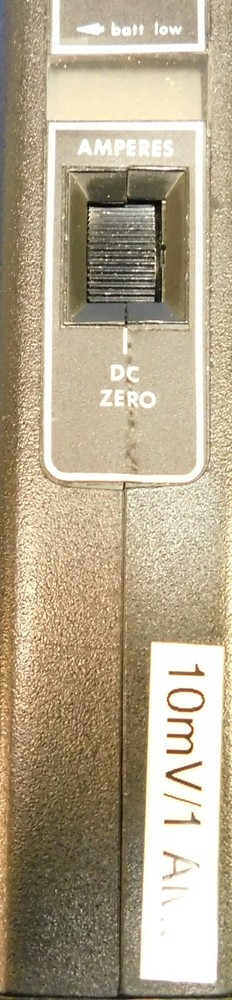 batt low
AMPERES
DC
ZERO
10mV/1